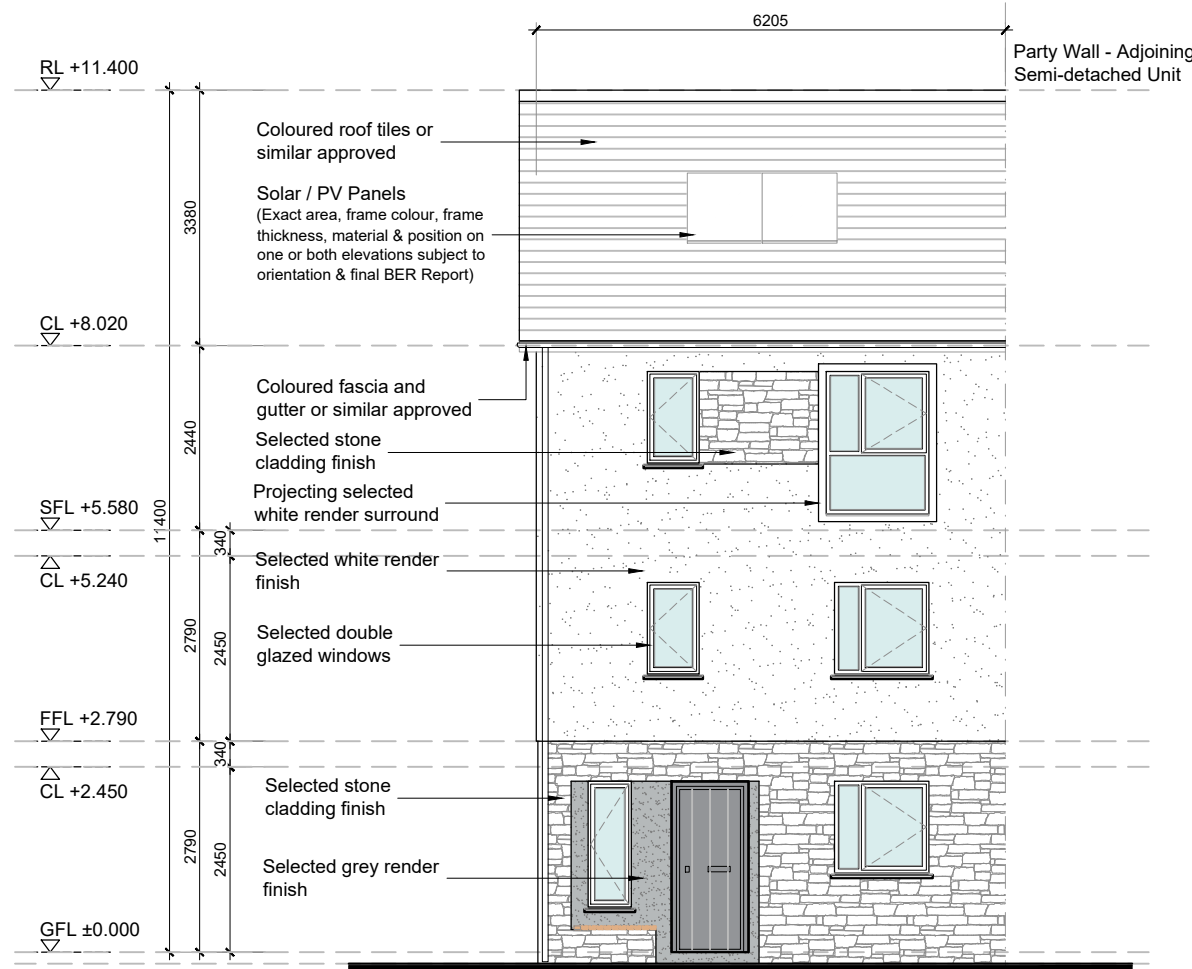 6205
Party Wall - Adjoining
Semi-detached Unit
RL +11.400
Coloured roof tiles or
similar approved
Solar / PV Panels
(Exact area, frame colour, frame
thickness, material & position on
one or both elevations subject to
orientation & final BER Report)
3380
CL +8.020
Coloured fascia and
gutter or similar approved
Selected stone
cladding finish
2440
Projecting selected
white render surround
SFL +5.580
11400
340
CL +5.240
Selected white render
finish
Selected double
glazed windows
2790
2450
FFL +2.790
340
CL +2.450
Selected stone
cladding finish
2790
2450
Selected grey render
finish
GFL ±0.000